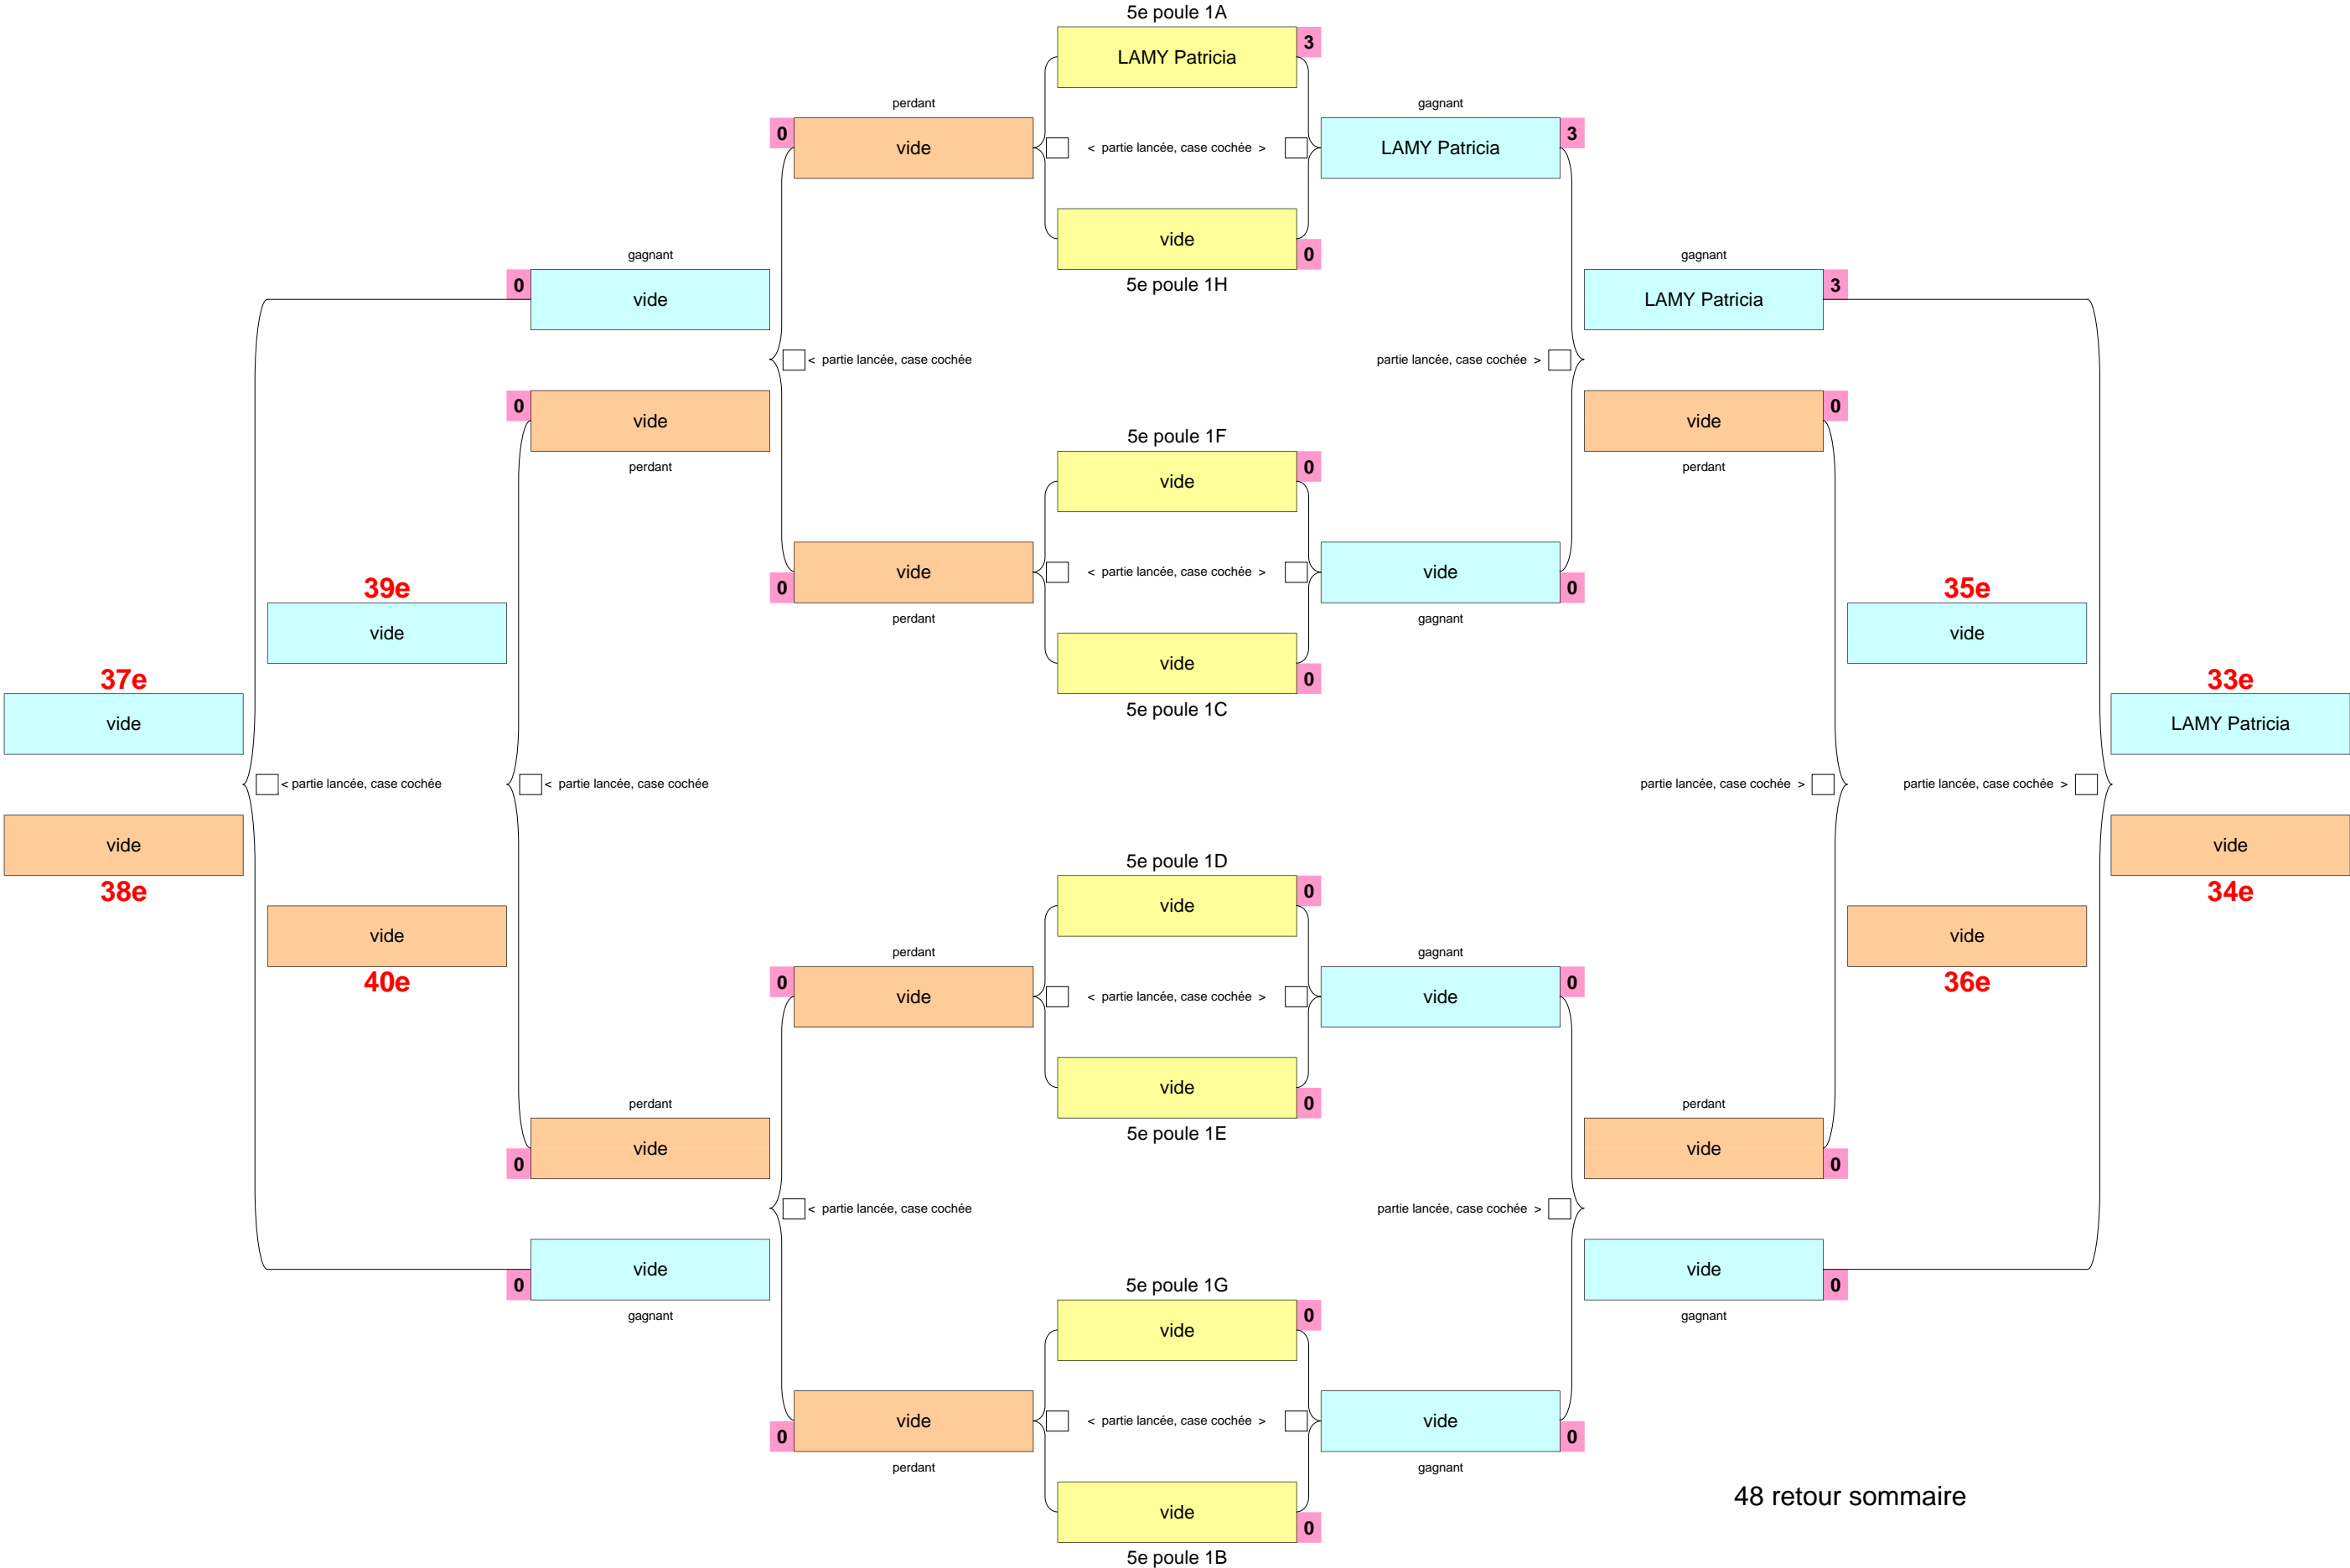 5e poule 1A
LAMY Patricia 3
perdant
gagnant
0 vide
< partie lancée, case cochée >
LAMY Patricia 3
vide 0
5e poule 1H
gagnant
gagnant
0 vide
LAMY Patricia 3
< partie lancée, case cochée
partie lancée, case cochée >
0 vide
vide 0
perdant
perdant
5e poule 1F
vide 0
0 vide
< partie lancée, case cochée >
vide 0
perdant
gagnant
vide 0
5e poule 1C
39e
vide
35e
vide
37e
vide
33e
LAMY Patricia
< partie lancée, case cochée
< partie lancée, case cochée
partie lancée, case cochée >
partie lancée, case cochée >
vide
38e
vide
34e
vide
40e
vide
36e
5e poule 1D
vide 0
perdant
gagnant
0 vide
< partie lancée, case cochée >
vide 0
vide 0
5e poule 1E
perdant
perdant
0 vide
vide 0
< partie lancée, case cochée
partie lancée, case cochée >
0 vide
vide 0
gagnant
gagnant
5e poule 1G
vide 0
0 vide
< partie lancée, case cochée >
vide 0
perdant
gagnant
vide 0
5e poule 1B
48 retour sommaire